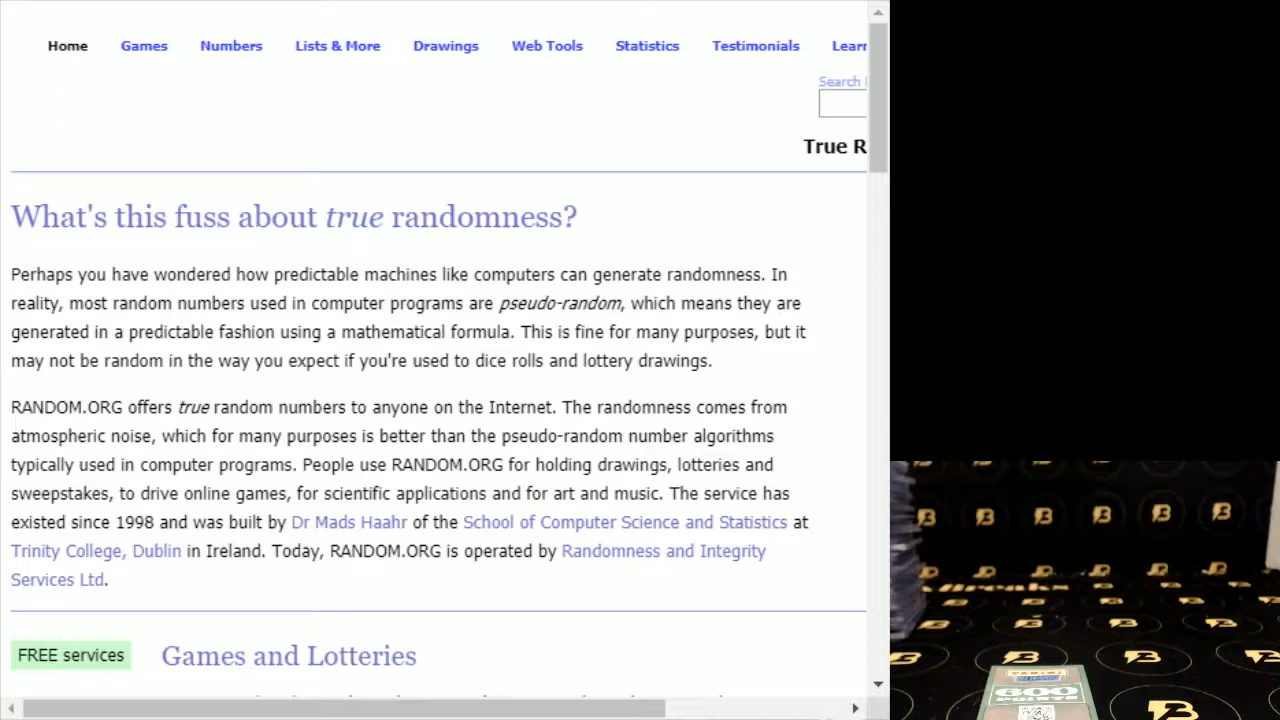 Home Games Numbers Lists & More Drawings Web Tools Statistics Testimonials Learn
Search
True R
What's this fuss about true randomness?
Perhaps you have wondered how predictable machines like computers can generate randomness. In
reality, most random numbers used in computer programs are pseudo-random, which means they are
generated in a predictable fashion using a mathematical formula. This is fine for many purposes, but it
may not be random in the way you expect if you're used to dice rolls and lottery drawings.
RANDOM.ORG offers true random numbers to anyone on the Internet. The randomness comes from
atmospheric noise, which for many purposes is better than the pseudo-random number algorithms
typically used in computer programs. People use RANDOM.ORG for holding drawings, lotteries and
sweepstakes, to drive online games, for scientific applications and for art and music. The service has
existed since 1998 and was built by Dr Mads Haahr of the School of Computer Science and Statistics at
Trinity College, Dublin in Ireland. Today, RANDOM.ORG is operated by Randomness and Integrity
Services Ltd.
FREE services
Games and Lotteries
PANINI
POINTS